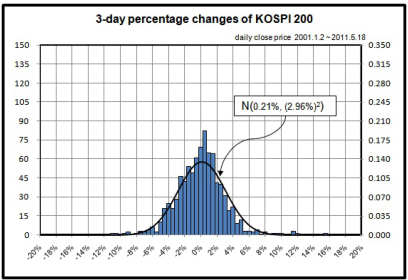 3-day percentage changes of KOSPI 200
daily close price 2001.1.2 ~ 2011.5.18
150 0.350
135 0.315
120 0.280
105 0.245
90 0.210
75 0.175
60 0.140
45 0.105
30 0.070
15 0.035
0 0.000
N(0.21%, (2.96%)²)
-20% -18% -16% -14% -12% -10% -8% -6% -4% -2% 0% 2% 4% 6% 8% 10% 12% 14% 16% 18% 20%